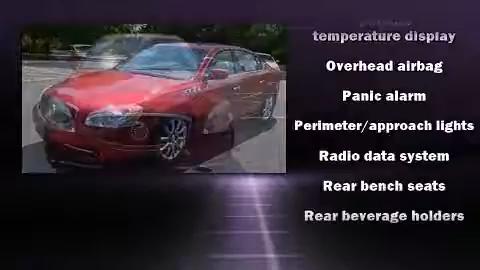 temperature display
Overhead airbag
Panic alarm
Perimeter/approach lights
Radio data system
Rear bench seats
Rear beverage holders